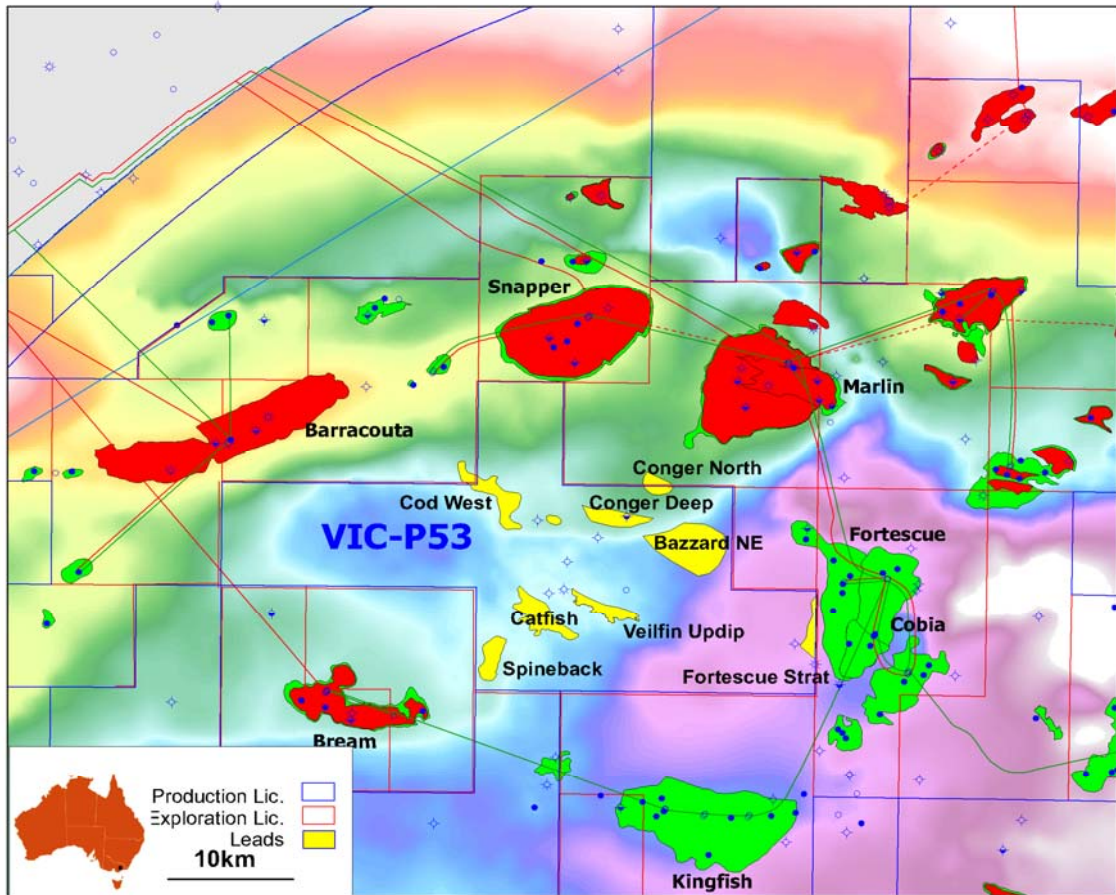 Snapper
Marlin
Barracouta
Conger North
Cod West
Conger Deep
VIC-P53
Bazzard NE
Fortescue
Catfish
Veilfin Updip
Cobia
Spineback
Fortescue Strat
Bream
Kingfish
Production Lic.
Exploration Lic.
Leads
10km